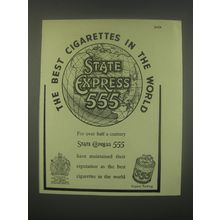 THE BEST CIGARETTES IN THE WORLD
STATE
EXPRESS
555
For over half a century
STATE EXPRESS 555
have maintained their
reputation as the best
cigarettes in the world